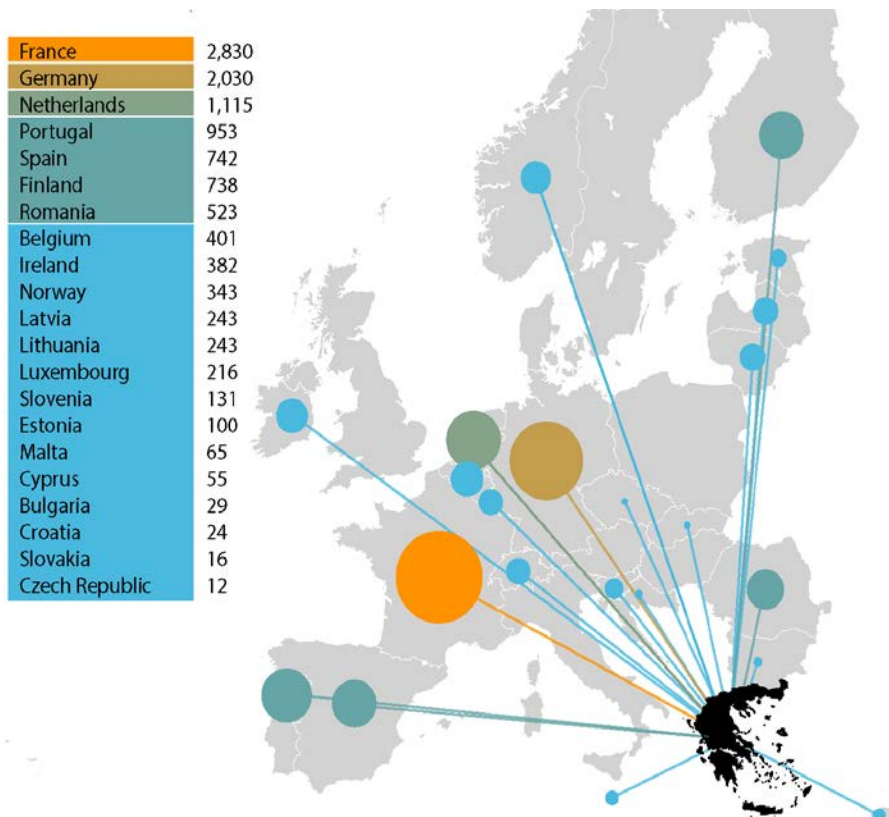 France 2,830
Germany 2,030
Netherlands 1,115
Portugal 953
Spain 742
Finland 738
Romania 523
Belgium 401
Ireland 382
Norway 343
Latvia 243
Lithuania 243
Luxembourg 216
Slovenia 131
Estonia 100
Malta 65
Cyprus 55
Bulgaria 29
Croatia 24
Slovakia 16
Czech Republic 12